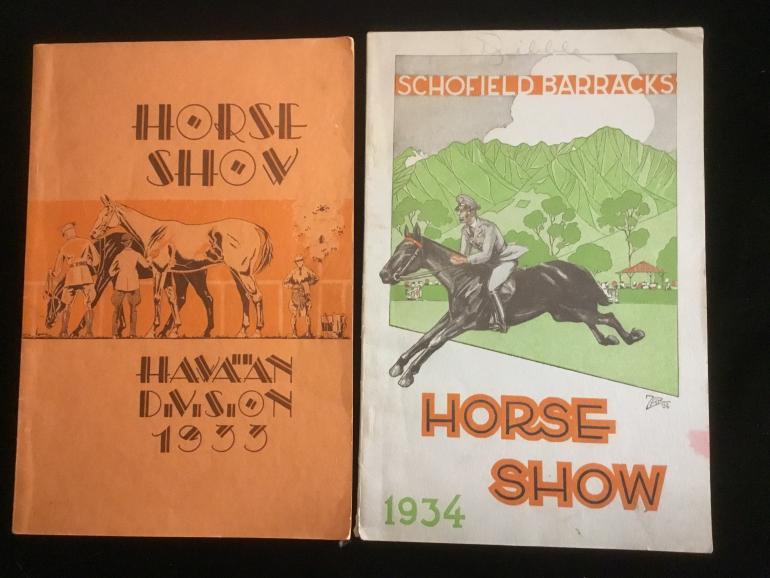 HORSE
SHOW
HAWAIIAN
DIVISION
1933
SCHOFIELD BARRACKS
HORSE
SHOW
1934